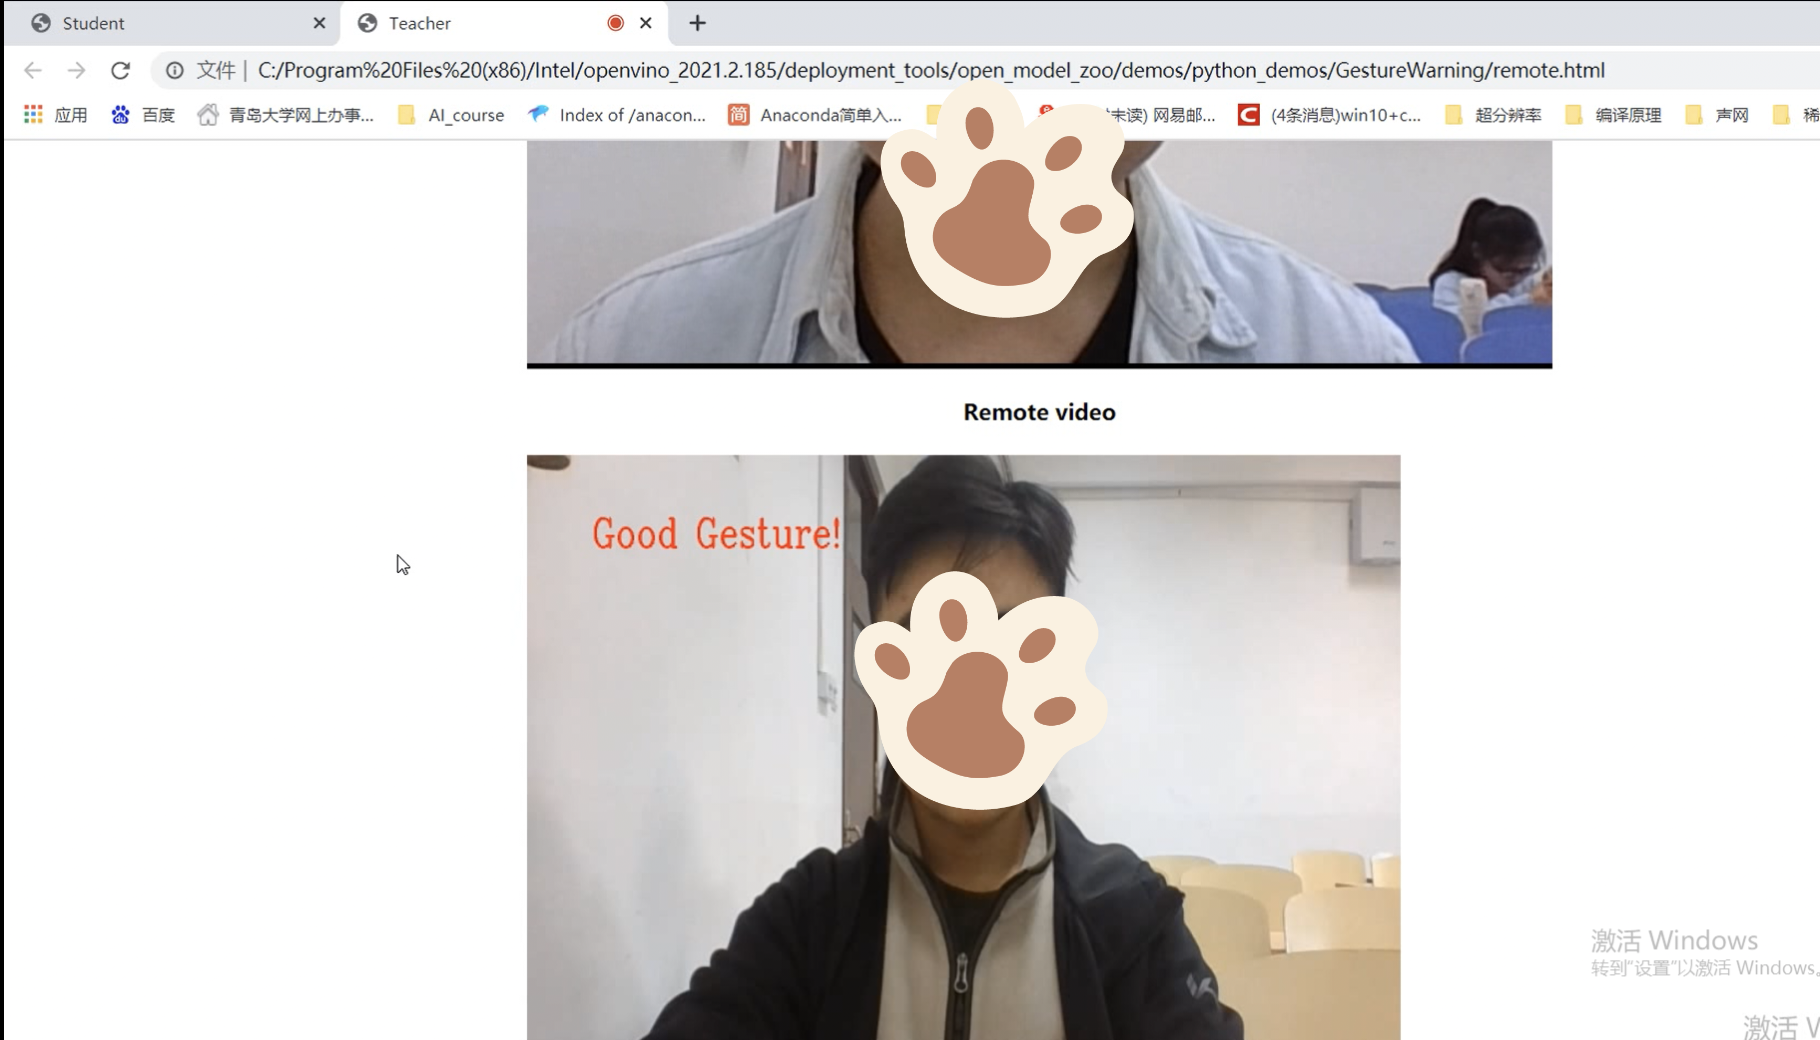 Student
Teacher
文件 | C:/Program%20Files%20(x86)/Intel/openvino_2021.2.185/deployment_tools/open_model_zoo/demos/python_demos/GestureWarning/remote.html
应用 百度 青岛大学网上办事... AI_course Index of /anacon... 简 Anaconda简单入... 未读) 网易邮... C (4条消息)win10+c... 超分辨率 编译原理 声网 稀
Remote video
Good Gesture!
激活 Windows
转到"设置"以激活 Windows。
激活 W